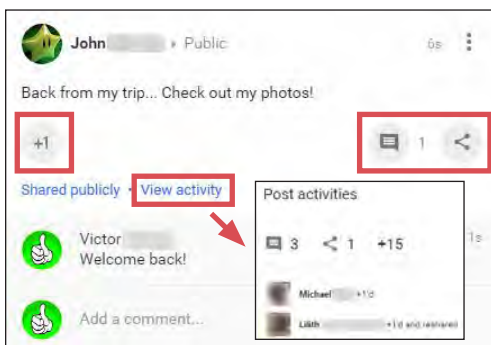 John Public 6s
Back from my trip... Check out my photos!
+1 1
Shared publicly · View activity
Post activities
3 1 +15
Victor 1s
Welcome back!
Michael +1'd
Lilith +1'd and reshared
Add a comment...